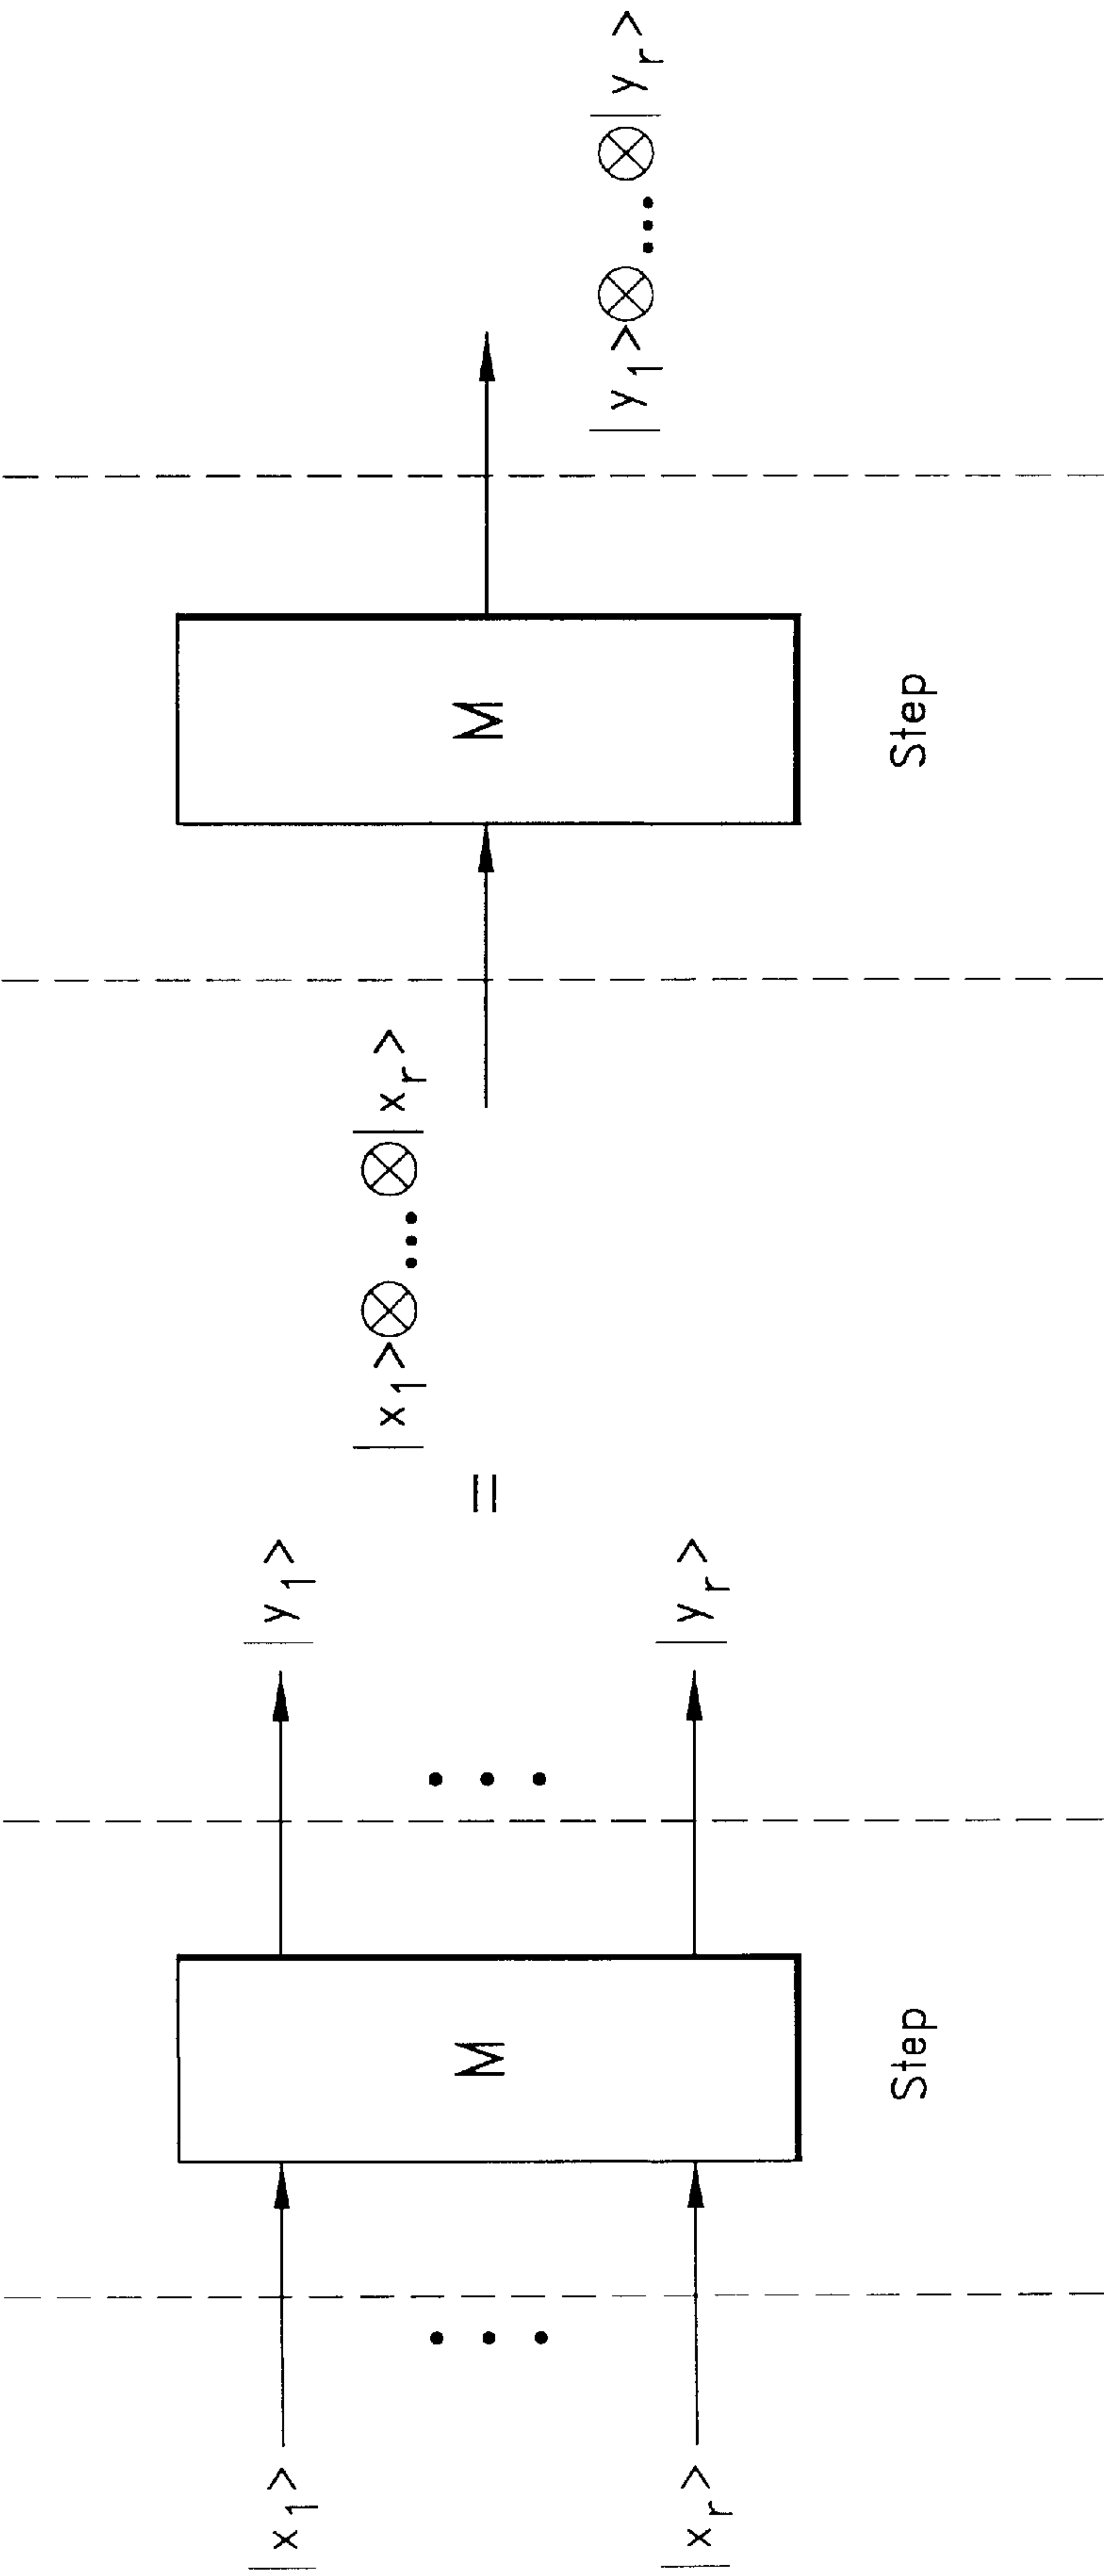 |x₁>
•••
|xᵣ>
M
Step
|y₁>
•••
|yᵣ>
=
|x₁>⊗•••⊗|xᵣ>
M
Step
|y₁>⊗•••⊗|yᵣ>